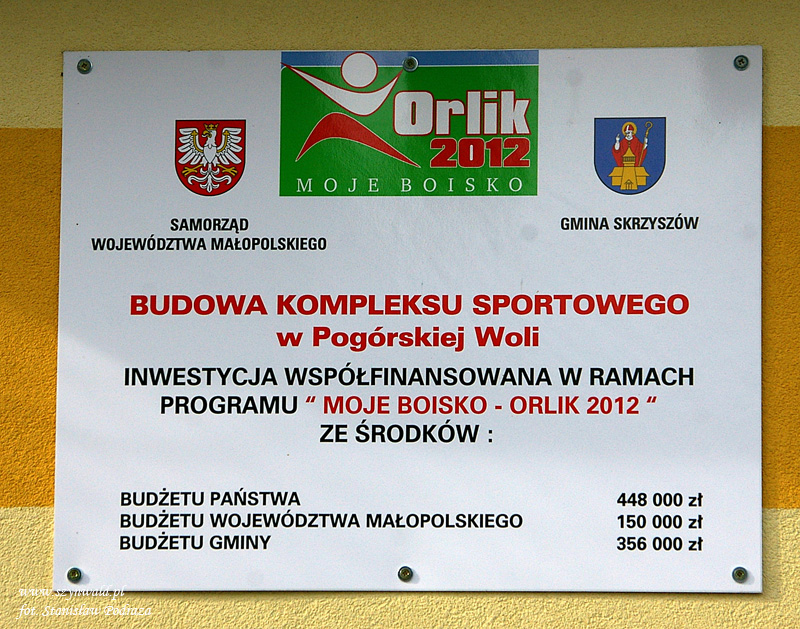 Orlik
2012
MOJE BOISKO
SAMORZĄD
WOJEWÓDZTWA MAŁOPOLSKIEGO
GMINA SKRZYSZÓW
BUDOWA KOMPLEKSU SPORTOWEGO
w Pogórskiej Woli
INWESTYCJA WSPÓŁFINANSOWANA W RAMACH
PROGRAMU “ MOJE BOISKO - ORLIK 2012 “
ZE ŚRODKÓW :
BUDŻETU PAŃSTWA 448 000 zł
BUDŻETU WOJEWÓDZTWA MAŁOPOLSKIEGO 150 000 zł
BUDŻETU GMINY 356 000 zł
www.szynwald.pl
fot. Stanisław